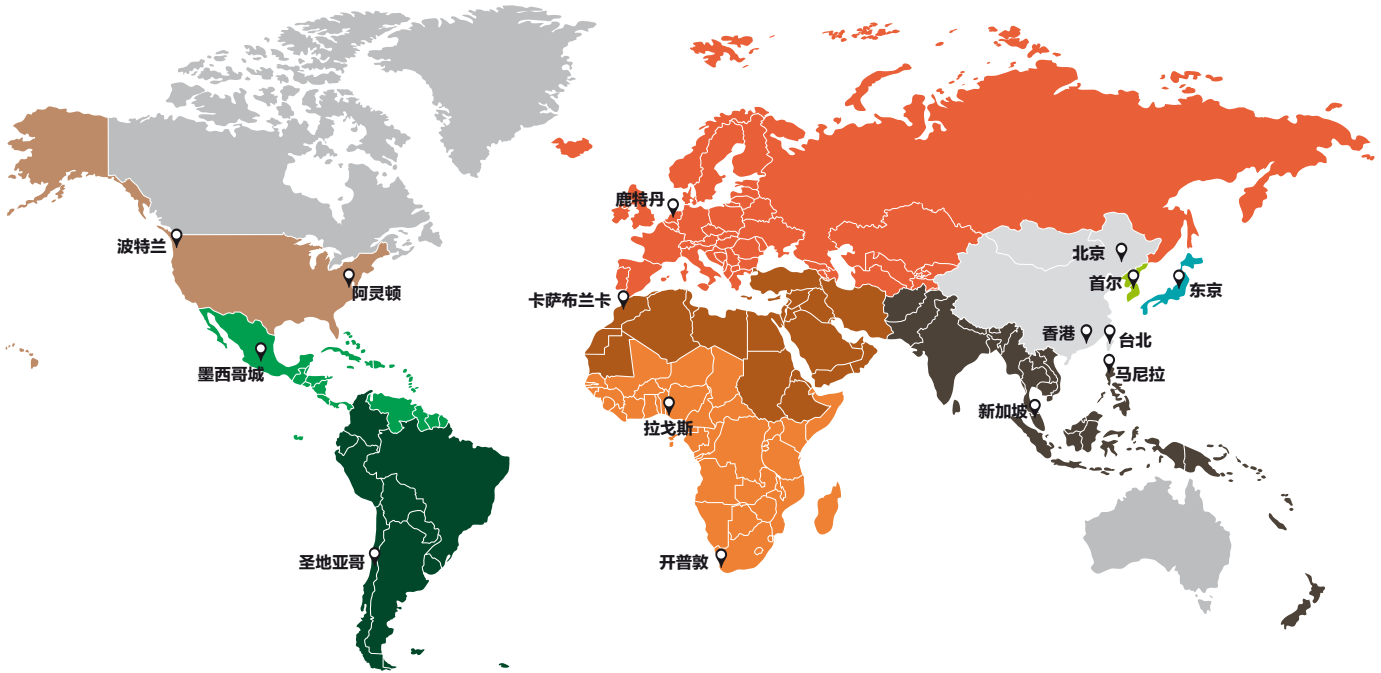 鹿特丹
波特兰
北京
阿灵顿
首尔
东京
卡萨布兰卡
香港
台北
墨西哥城
马尼拉
新加坡
拉戈斯
圣地亚哥
开普敦